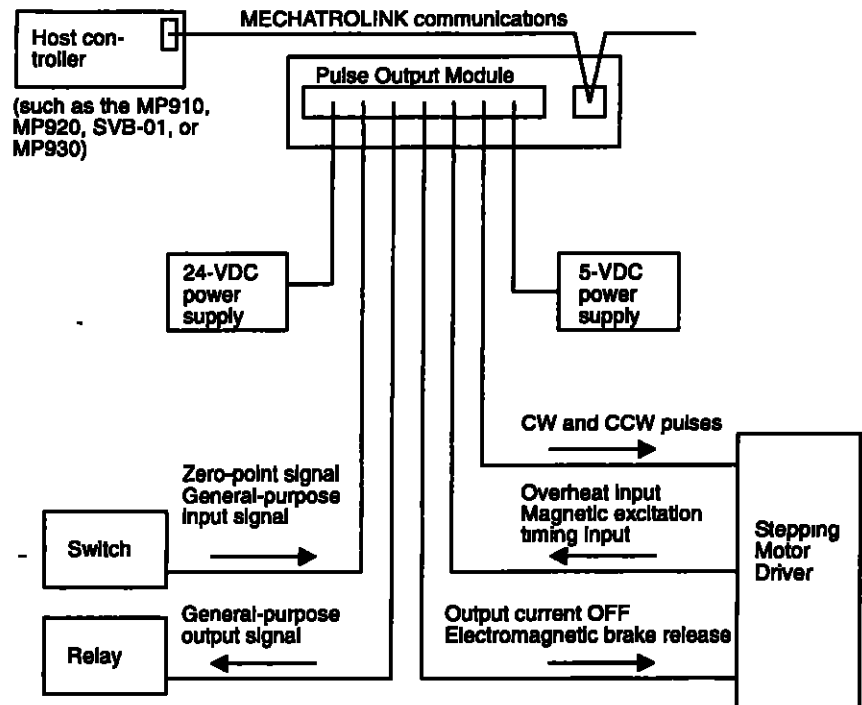 MECHATROLINK communications
Host con-
troller
(such as the MP910,
MP920, SVB-01, or
MP930)
Pulse Output Module
24-VDC
power
supply
5-VDC
power
supply
CW and CCW pulses
Zero-point signal
General-purpose
input signal
Overheat input
Magnetic excitation
timing input
Switch
Stepping
Motor
Driver
General-purpose
output signal
Output current OFF
Electromagnetic brake release
Relay